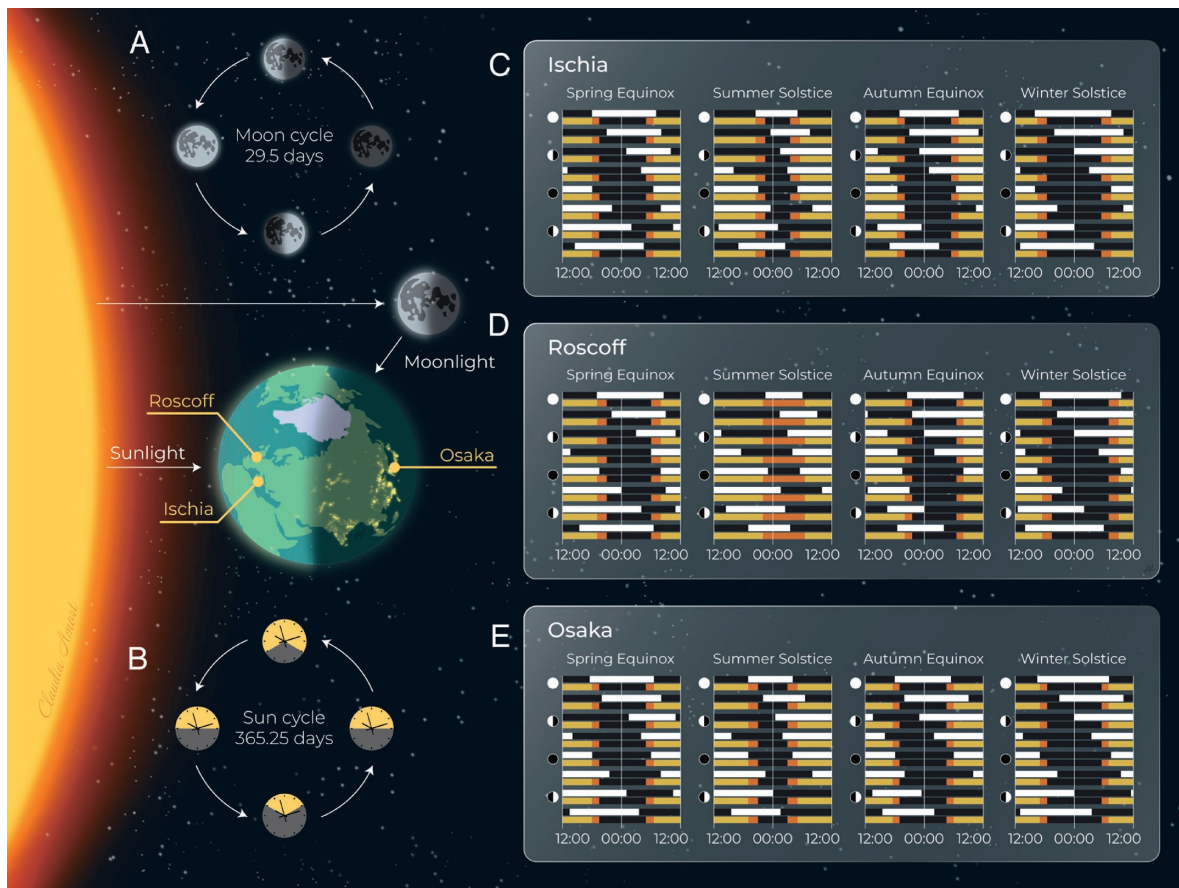 A
Moon cycle
29.5 days
Moonlight
Roscoff
Sunlight
Osaka
Ischia
Claudia Amort
B
Sun cycle
365.25 days
C
Ischia
Spring Equinox
Summer Solstice
Autumn Equinox
Winter Solstice
12:00 00:00 12:00
12:00 00:00 12:00
12:00 00:00 12:00
12:00 00:00 12:00
D
Roscoff
Spring Equinox
Summer Solstice
Autumn Equinox
Winter Solstice
12:00 00:00 12:00
12:00 00:00 12:00
12:00 00:00 12:00
12:00 00:00 12:00
E
Osaka
Spring Equinox
Summer Solstice
Autumn Equinox
Winter Solstice
12:00 00:00 12:00
12:00 00:00 12:00
12:00 00:00 12:00
12:00 00:00 12:00